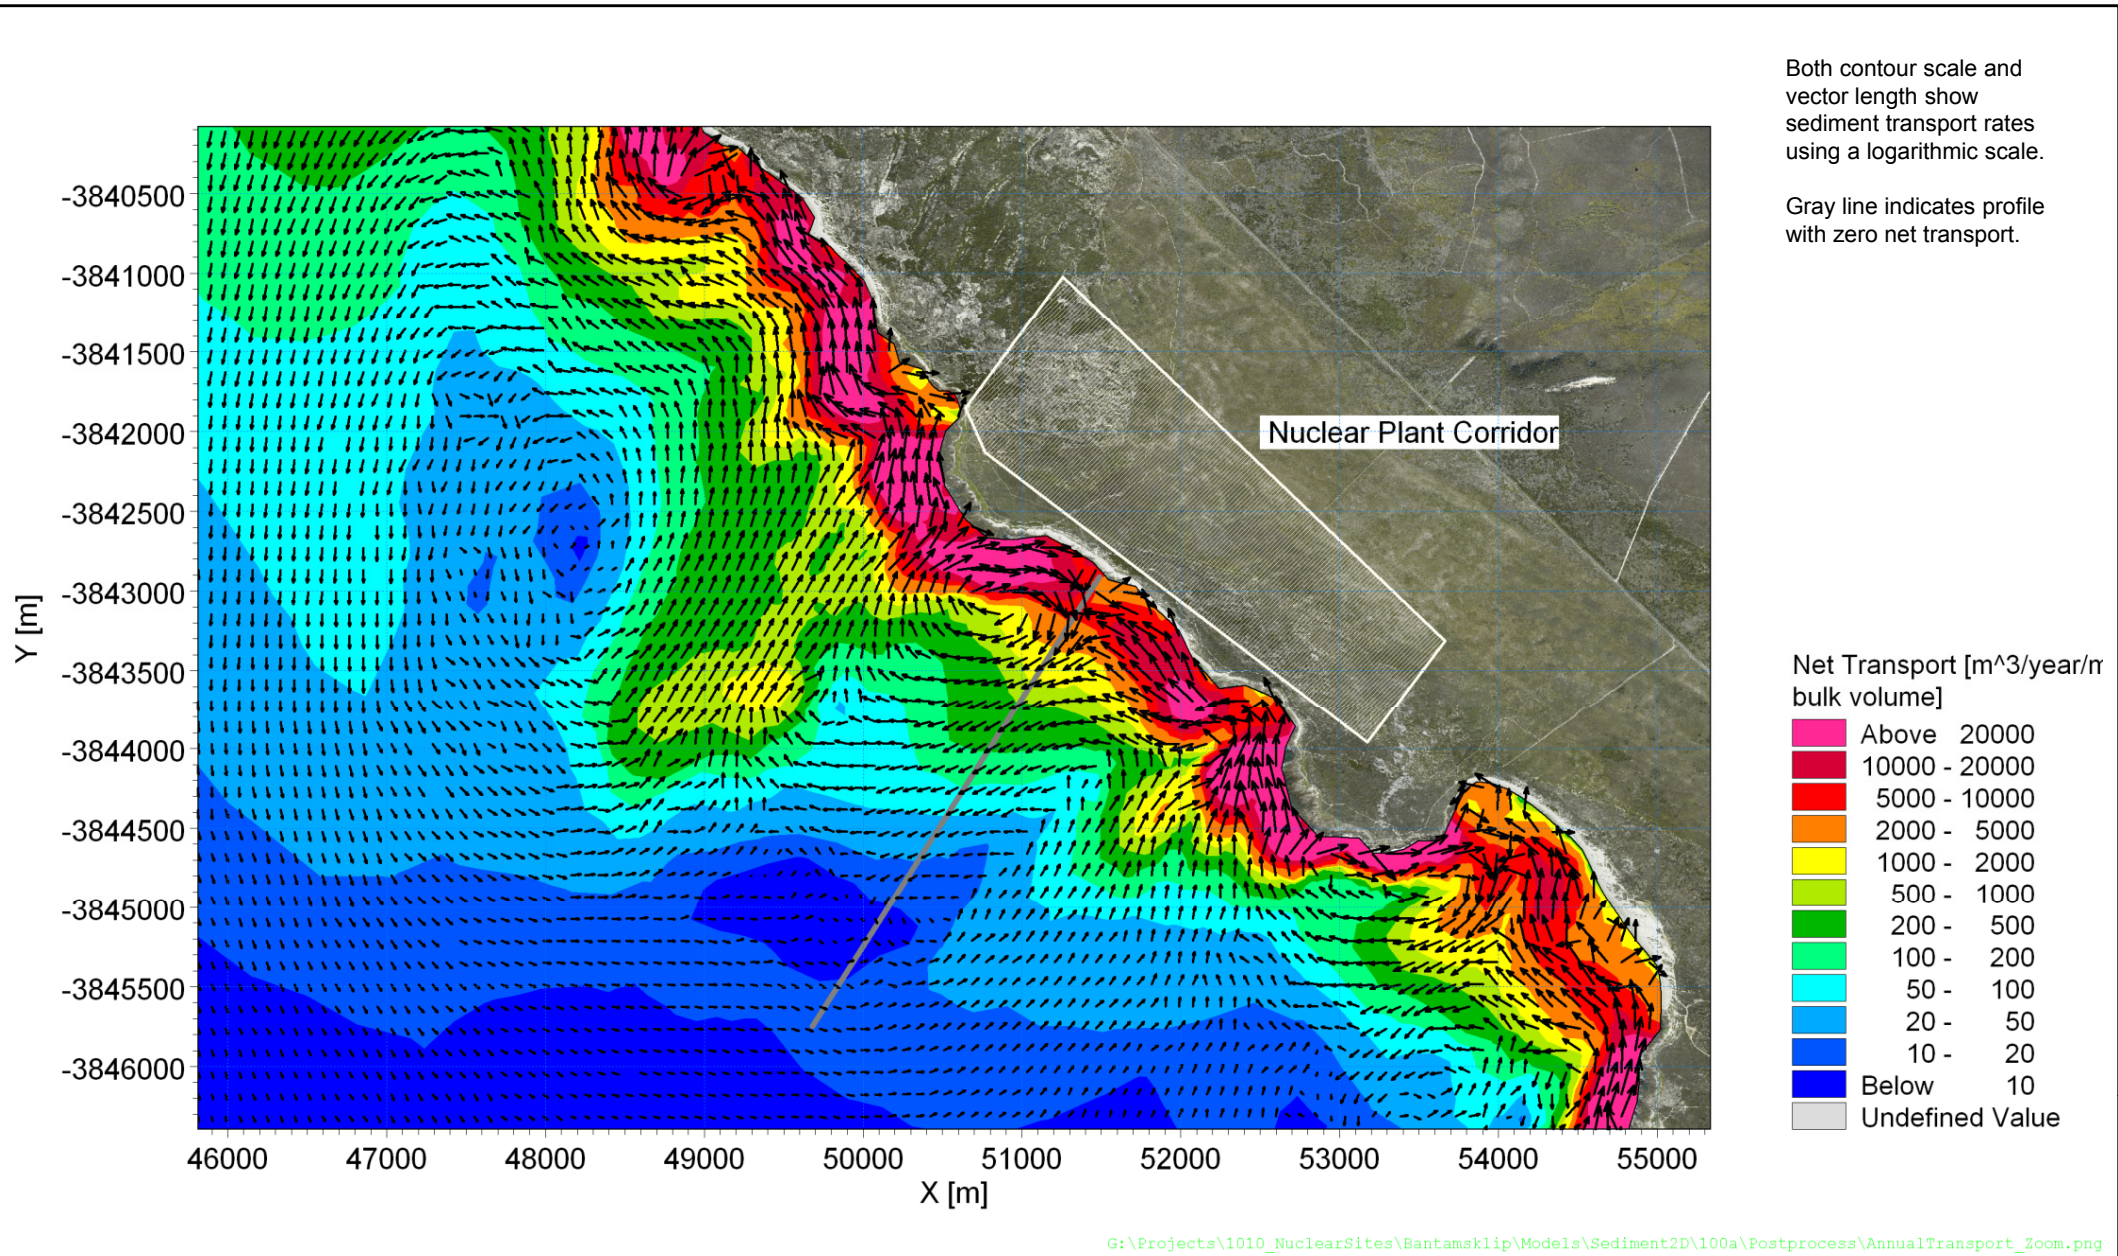 Both contour scale and
vector length show
sediment transport rates
using a logarithmic scale.
Gray line indicates profile
with zero net transport.
-3840500
-3841000
-3841500
-3842000
-3842500
-3843000
-3843500
-3844000
-3844500
-3845000
-3845500
-3846000
Y [m]
Nuclear Plant Corridor
46000 47000 48000 49000 50000 51000 52000 53000 54000 55000
X [m]
Net Transport [m^3/year/m
bulk volume]
Above 20000
10000 - 20000
5000 - 10000
2000 - 5000
1000 - 2000
500 - 1000
200 - 500
100 - 200
50 - 100
20 - 50
10 - 20
Below 10
Undefined Value
G:\Projects\1010_NuclearSites\Bantamsklip\Models\Sediment2D\100a\Postprocess\AnnualTransport_Zoom.png